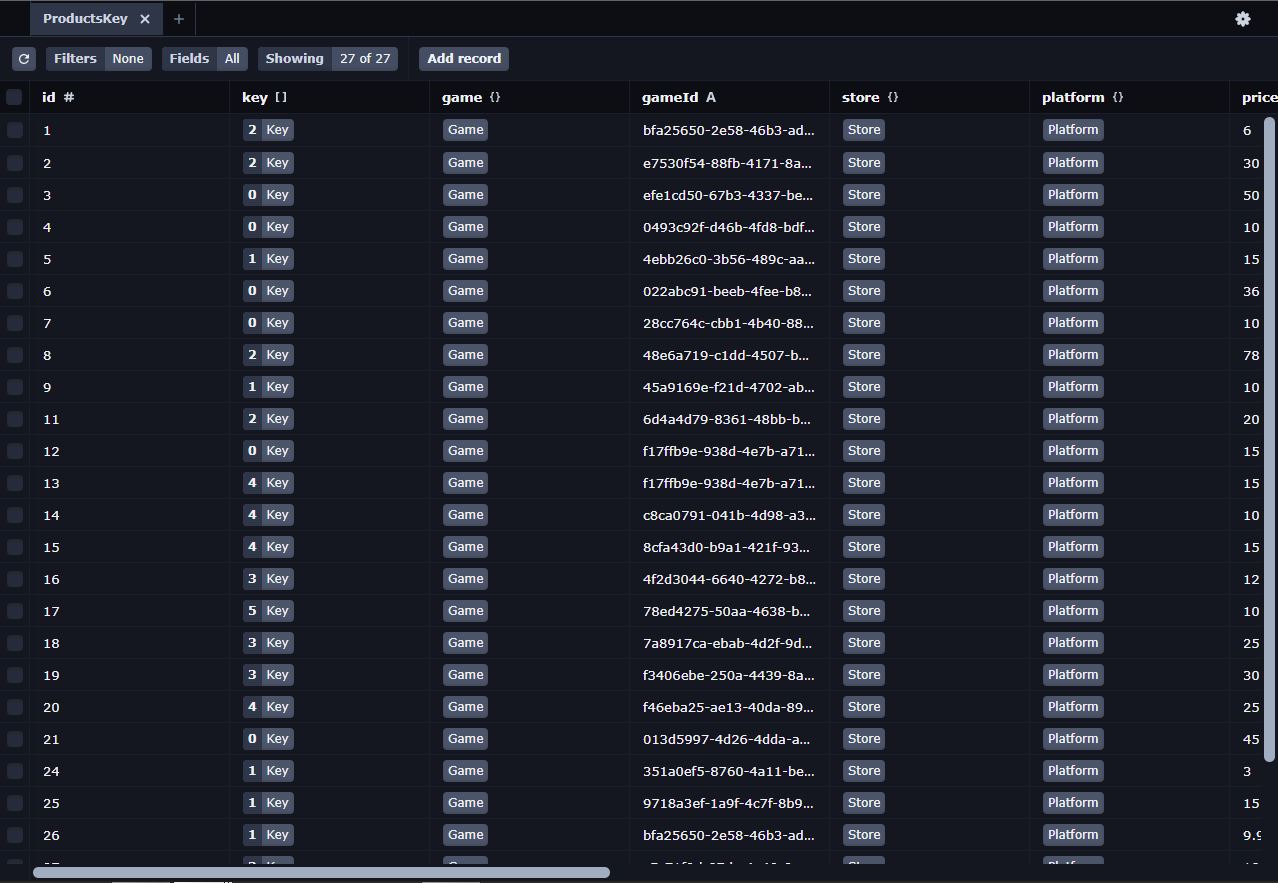 ProductsKey
Filters None Fields All Showing 27 of 27 Add record
id # key [] game {} gameId A store {} platform {} price
1 2 Key Game bfa25650-2e58-46b3-ad... Store Platform 6
2 2 Key Game e7530f54-88fb-4171-8a... Store Platform 30
3 0 Key Game efe1cd50-67b3-4337-be... Store Platform 50
4 0 Key Game 0493c92f-d46b-4fd8-bdf... Store Platform 10
5 1 Key Game 4ebb26c0-3b56-489c-aa... Store Platform 15
6 0 Key Game 022abc91-beeb-4fee-b8... Store Platform 36
7 0 Key Game 28cc764c-cbb1-4b40-88... Store Platform 10
8 2 Key Game 48e6a719-c1dd-4507-b... Store Platform 78
9 1 Key Game 45a9169e-f21d-4702-ab... Store Platform 10
11 2 Key Game 6d4a4d79-8361-48bb-b... Store Platform 20
12 0 Key Game f17ffb9e-938d-4e7b-a71... Store Platform 15
13 4 Key Game f17ffb9e-938d-4e7b-a71... Store Platform 15
14 4 Key Game c8ca0791-041b-4d98-a3... Store Platform 10
15 4 Key Game 8cfa43d0-b9a1-421f-93... Store Platform 15
16 3 Key Game 4f2d3044-6640-4272-b8... Store Platform 12
17 5 Key Game 78ed4275-50aa-4638-b... Store Platform 10
18 3 Key Game 7a8917ca-ebab-4d2f-9d... Store Platform 25
19 3 Key Game f3406ebe-250a-4439-8a... Store Platform 30
20 4 Key Game f46eba25-ae13-40da-89... Store Platform 25
21 0 Key Game 013d5997-4d26-4dda-a... Store Platform 45
24 1 Key Game 351a0ef5-8760-4a11-be... Store Platform 3
25 1 Key Game 9718a3ef-1a9f-4c7f-8b9... Store Platform 15
26 1 Key Game bfa25650-2e58-46b3-ad... Store Platform 9.9